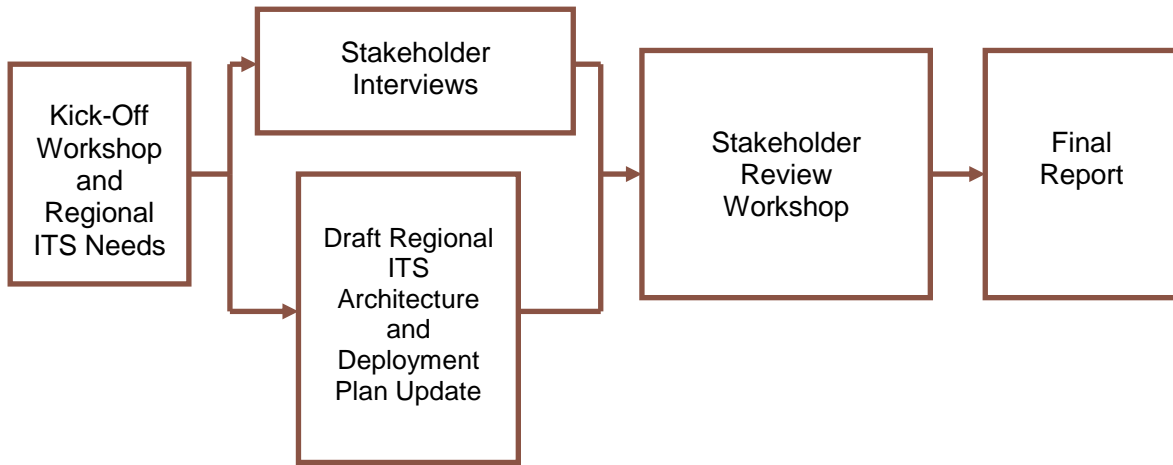 Kick-Off
Workshop
and
Regional
ITS Needs
Stakeholder
Interviews
Draft Regional
ITS
Architecture
and
Deployment
Plan Update
Stakeholder
Review
Workshop
Final
Report